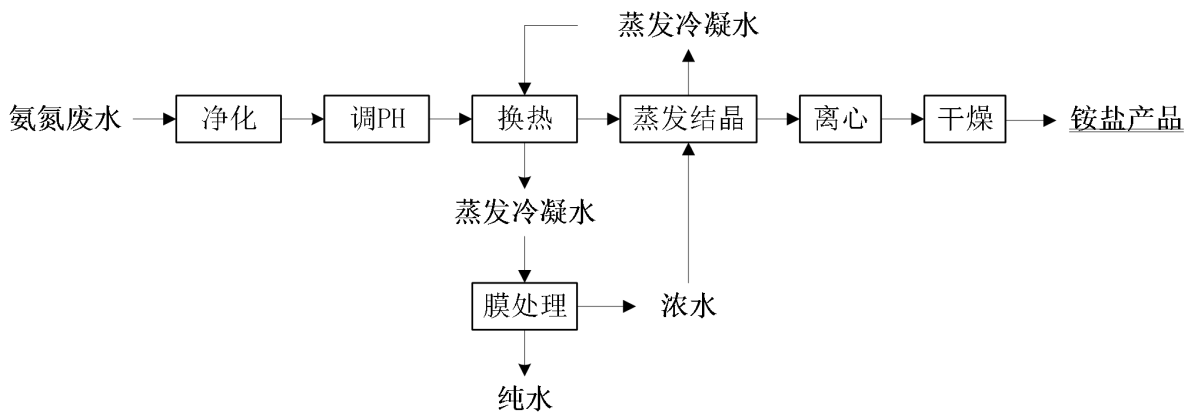 蒸发冷凝水
氨氮废水
净化
调PH
换热
蒸发结晶
离心
干燥
铵盐产品
蒸发冷凝水
膜处理
浓水
纯水